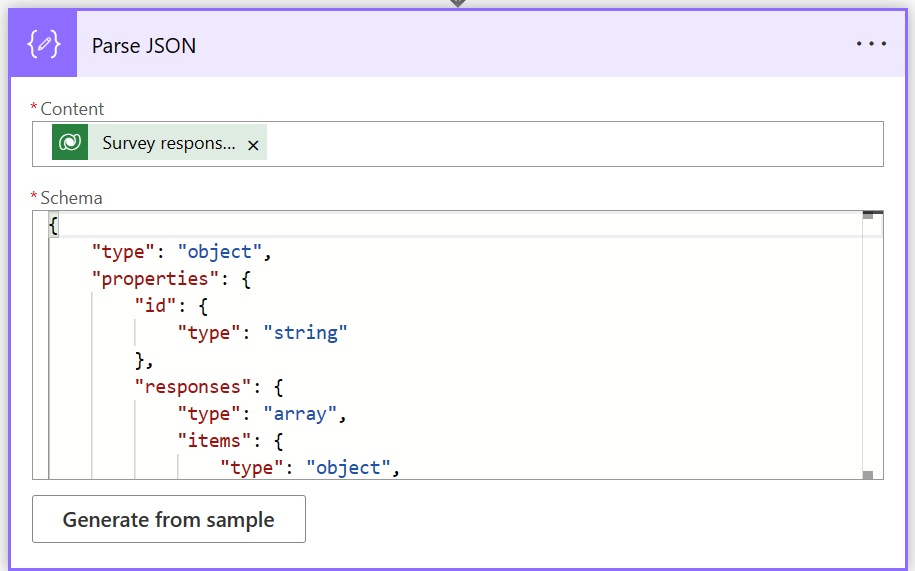 Parse JSON
* Content
Survey respons... ×
* Schema
{
    "type": "object",
    "properties": {
        "id": {
            "type": "string"
        },
        "responses": {
            "type": "array",
            "items": {
                "type": "object",
Generate from sample